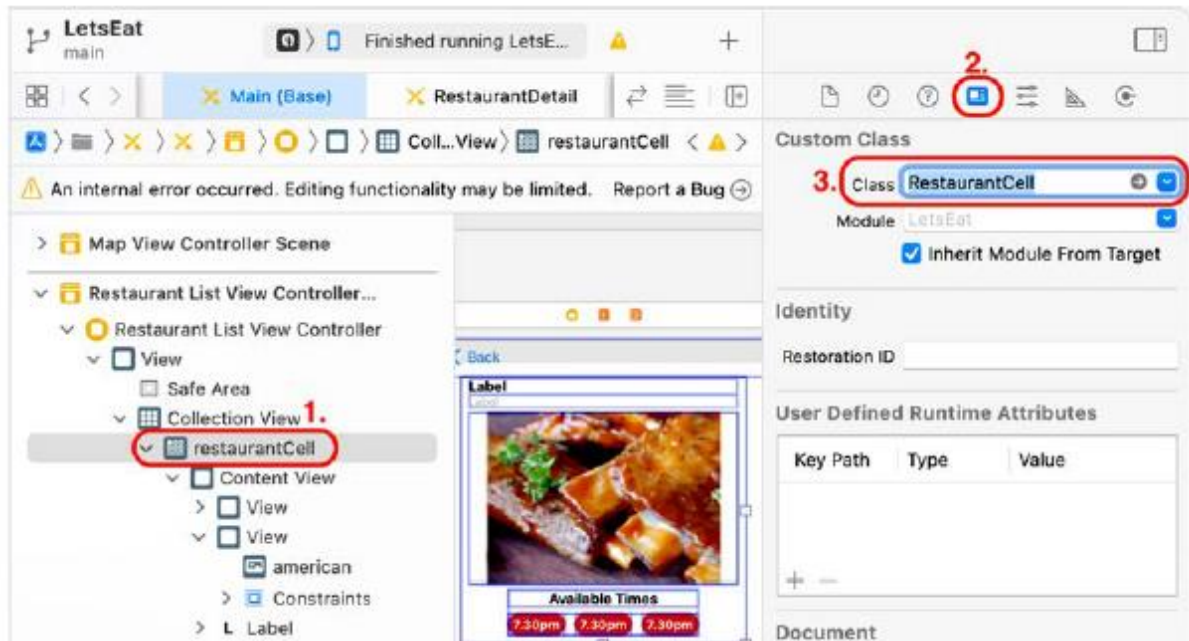 LetsEat
main
Finished running LetsE...
Main (Base)
RestaurantDetail
Coll...View
restaurantCell
An internal error occurred. Editing functionality may be limited. Report a Bug
Map View Controller Scene
Restaurant List View Controller...
Restaurant List View Controller
View
Safe Area
Collection View
1.
restaurantCell
Content View
View
View
american
Constraints
L Label
Back
Label
Label
Available Times
7.30pm 7.30pm 7.30pm
2.
Custom Class
3.
Class RestaurantCell
Module LetsEat
Inherit Module From Target
Identity
Restoration ID
User Defined Runtime Attributes
Key Path Type Value
Document